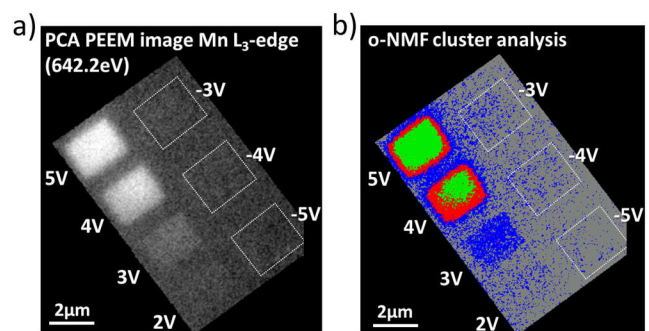 a)
PCA PEEM image Mn L₃-edge
(642.2eV)
-3V
-4V
-5V
5V
4V
3V
2V
2μm
b)
o-NMF cluster analysis
-3V
-4V
-5V
5V
4V
3V
2V
2μm